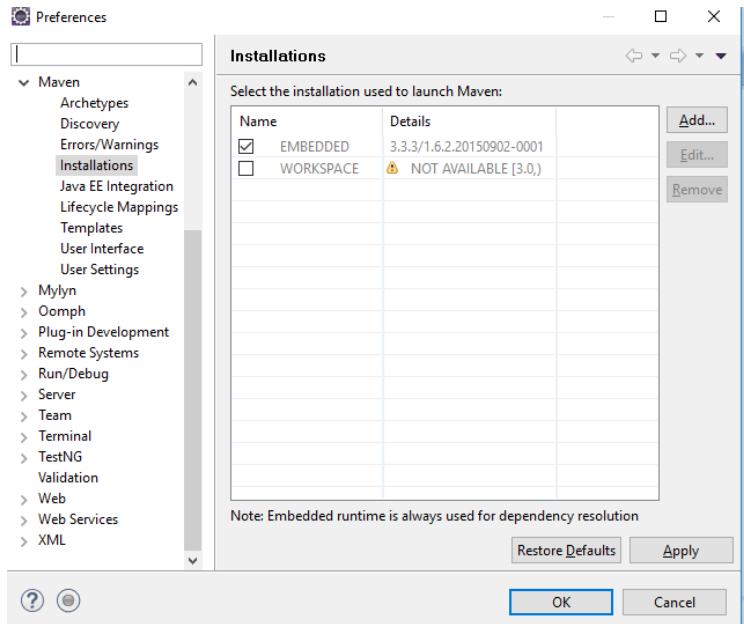 Preferences
Installations
Maven
Archetypes
Discovery
Errors/Warnings
Installations
Java EE Integration
Lifecycle Mappings
Templates
User Interface
User Settings
Mylyn
Oomph
Plug-in Development
Remote Systems
Run/Debug
Server
Team
Terminal
TestNG
Validation
Web
Web Services
XML
Select the installation used to launch Maven:
Name Details
EMBEDDED 3.3.3/1.6.2.20150902-0001
WORKSPACE NOT AVAILABLE [3.0,)
Add...
Edit...
Remove
Note: Embedded runtime is always used for dependency resolution
Restore Defaults Apply
OK Cancel